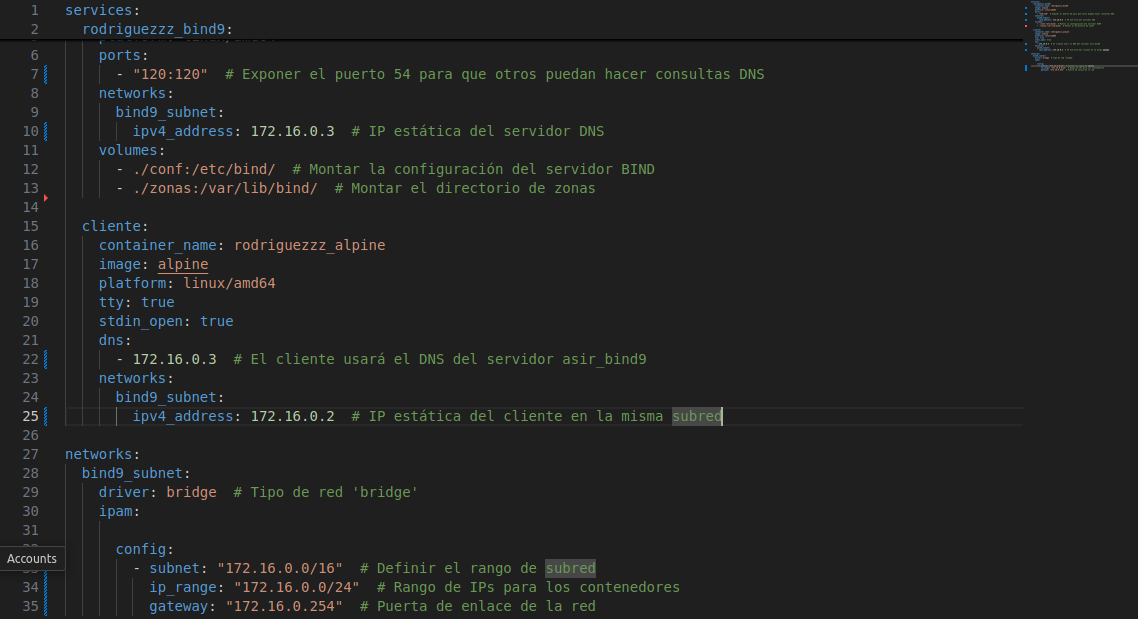 1 services:
2 rodriguezzz_bind9:
6 ports:
7 - "120:120" # Exponer el puerto 54 para que otros puedan hacer consultas DNS
8 networks:
9 bind9_subnet:
10 ipv4_address: 172.16.0.3 # IP estática del servidor DNS
11 volumes:
12 - ./conf:/etc/bind/ # Montar la configuración del servidor BIND
13 - ./zonas:/var/lib/bind/ # Montar el directorio de zonas
14
15 cliente:
16 container_name: rodriguezzz_alpine
17 image: alpine
18 platform: linux/amd64
19 tty: true
20 stdin_open: true
21 dns:
22 - 172.16.0.3 # El cliente usará el DNS del servidor asir_bind9
23 networks:
24 bind9_subnet:
25 ipv4_address: 172.16.0.2 # IP estática del cliente en la misma subred
26
27 networks:
28 bind9_subnet:
29 driver: bridge # Tipo de red 'bridge'
30 ipam:
31
config:
Accounts
- subnet: "172.16.0.0/16" # Definir el rango de subred
34 ip_range: "172.16.0.0/24" # Rango de IPs para los contenedores
35 gateway: "172.16.0.254" # Puerta de enlace de la red